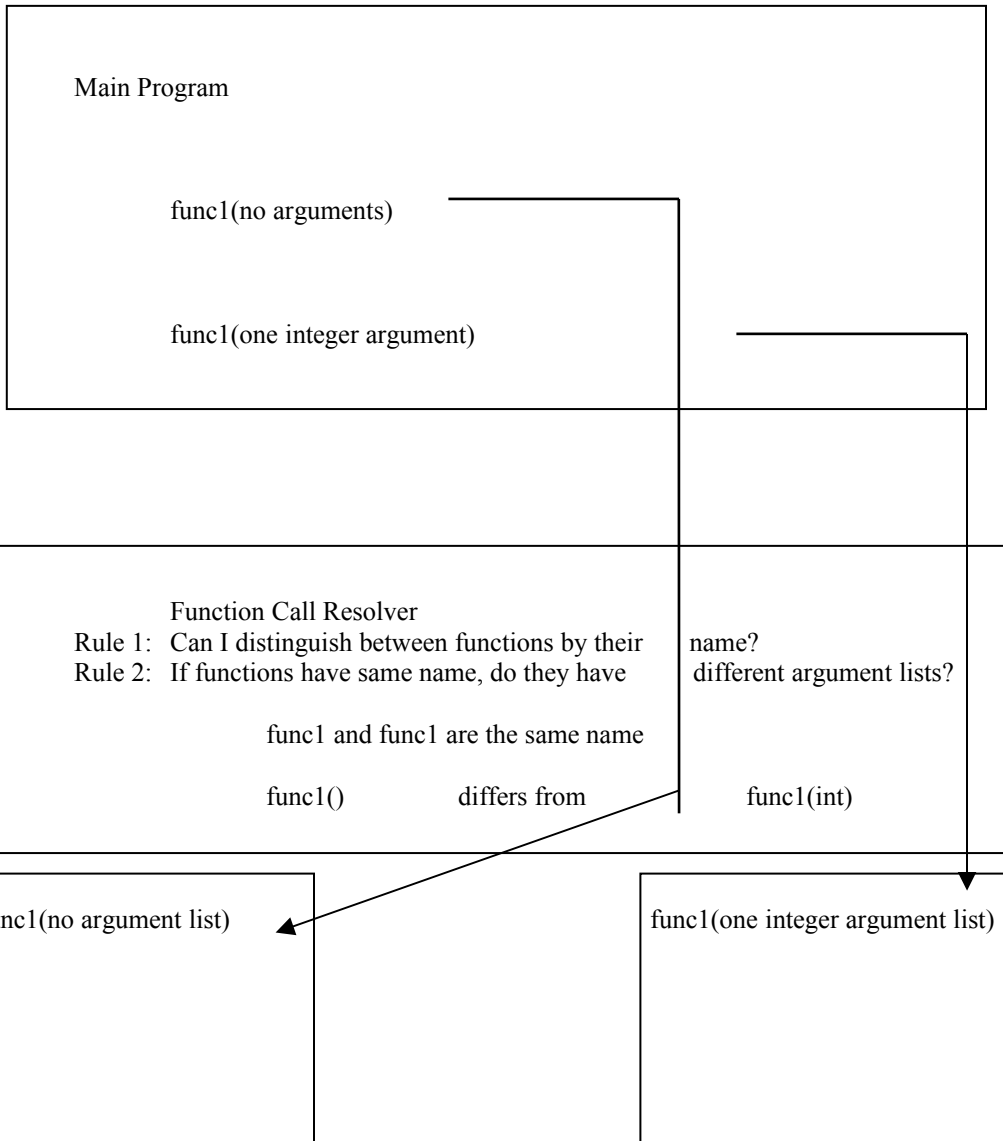 Main Program
func1(no arguments)
func1(one integer argument)
Function Call Resolver
Rule 1: Can I distinguish between functions by their name?
Rule 2: If functions have same name, do they have different argument lists?
func1 and func1 are the same name
func1() differs from func1(int)
nc1(no argument list)
func1(one integer argument list)